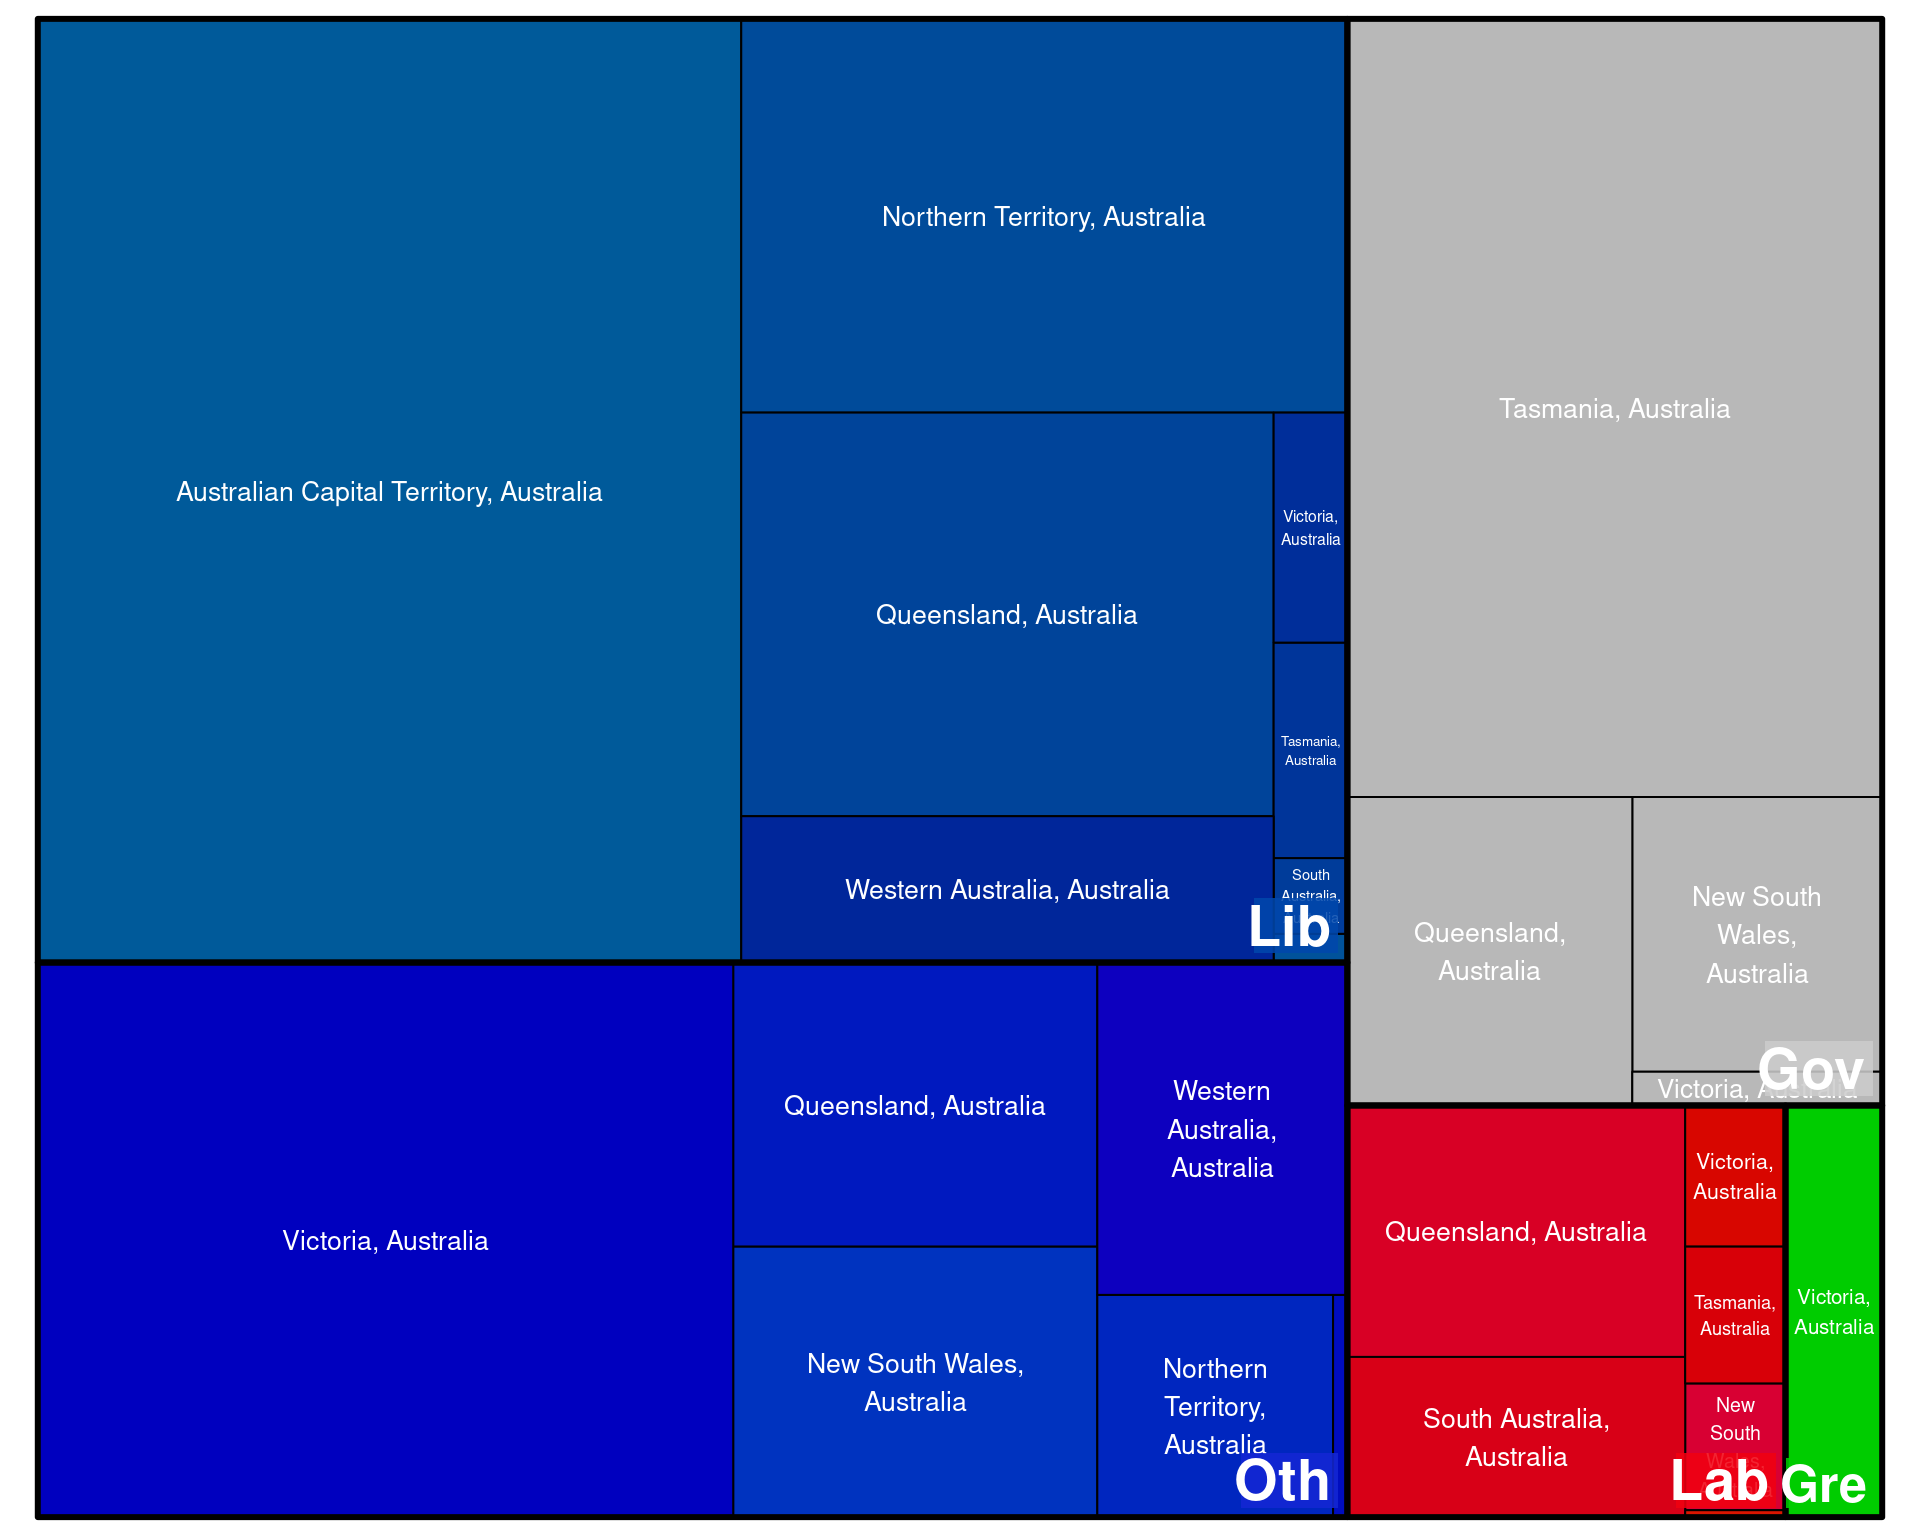 Australian Capital Territory, Australia
Northern Territory, Australia
Queensland, Australia
Victoria,
Australia
Tasmania,
Australia
South
Australia,
Western Australia, Australia
Lib
Tasmania, Australia
Queensland,
Australia
New South
Wales,
Australia
Victoria, Australia
Gov
Victoria, Australia
Queensland, Australia
New South Wales,
Australia
Western
Australia,
Australia
Northern
Territory,
Australia
Oth
Queensland, Australia
South Australia,
Australia
Victoria,
Australia
Tasmania,
Australia
New
South
Wales,
Lab
Victoria,
Australia
Gre